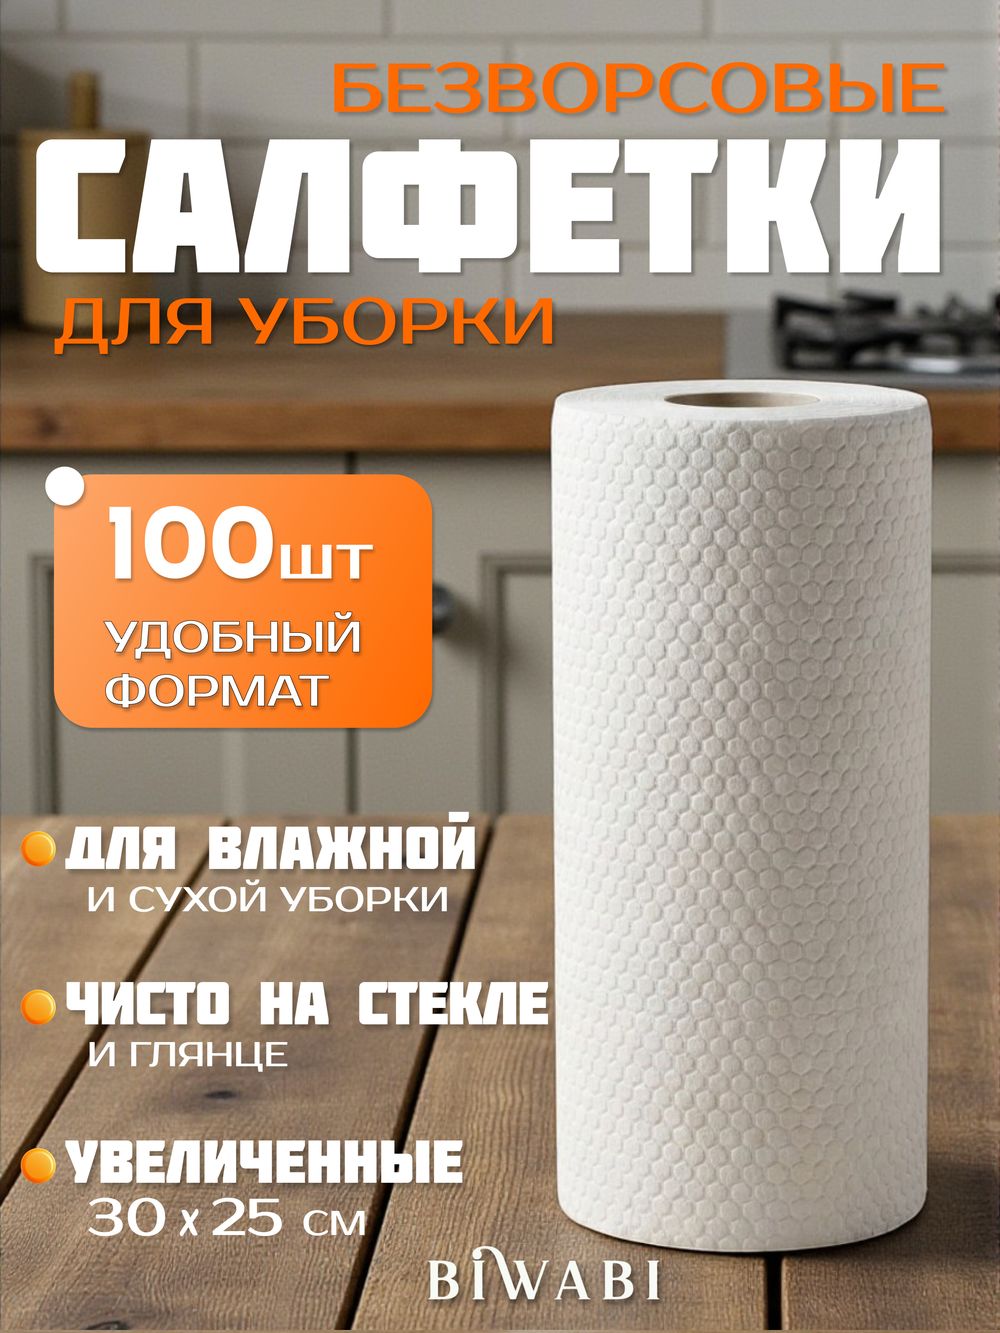 БЕЗВОРСОВЫЕ
САЛФЕТКИ
ДЛЯ УБОРКИ
100шт
УДОБНЫЙ
ФОРМАТ
ДЛЯ ВЛАЖНОЙ
И СУХОЙ УБОРКИ
ЧИСТО НА СТЕКЛЕ
И ГЛЯНЦЕ
УВЕЛИЧЕННЫЕ
30 х 25 см
BIWABI